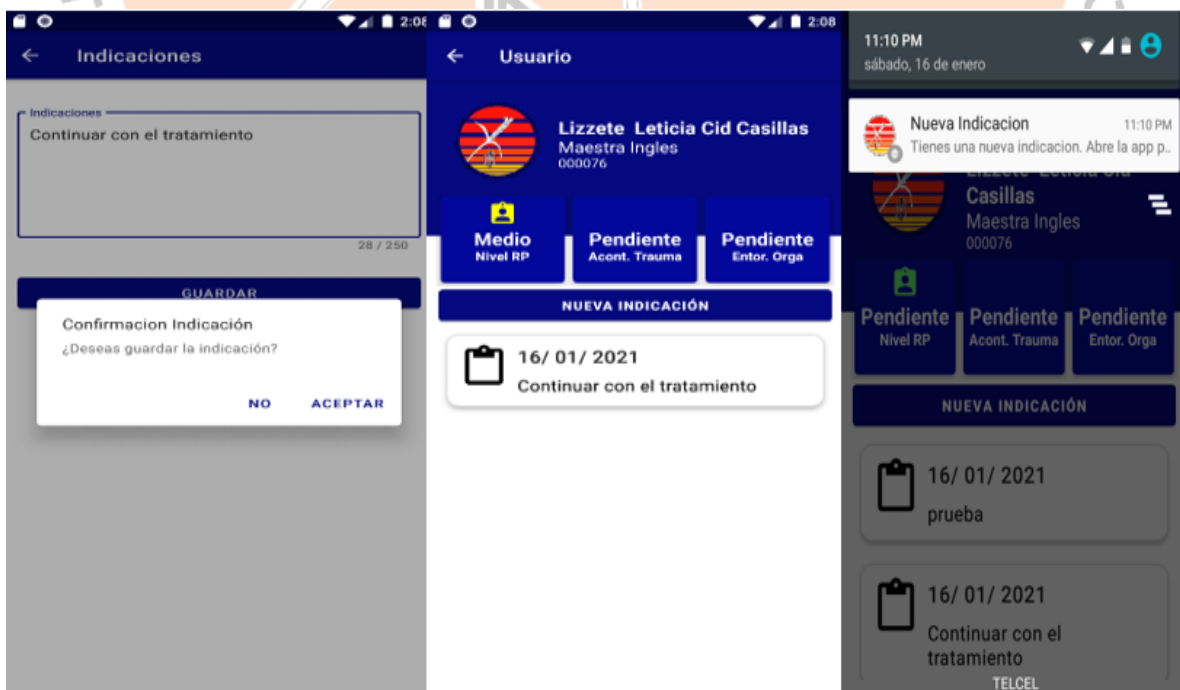 2:08
Indicaciones
Indicaciones
Continuar con el tratamiento
28 / 250
GUARDAR
Confirmacion Indicación
¿Deseas guardar la indicación?
NO ACEPTAR
2:08
Usuario
Lizzete Leticia Cid Casillas
Maestra Ingles
000076
Medio
Nivel RP
Pendiente
Acont. Trauma
Pendiente
Entor. Orga
NUEVA INDICACIÓN
16/ 01/ 2021
Continuar con el tratamiento
11:10 PM
sábado, 16 de enero
Nueva Indicacion 11:10 PM
Tienes una nueva indicacion. Abre la app p..
Lizzete Leticia Cid
Casillas
Maestra Ingles
000076
Pendiente
Nivel RP
Pendiente
Acont. Trauma
Pendiente
Entor. Orga
NUEVA INDICACIÓN
16/ 01/ 2021
prueba
16/ 01/ 2021
Continuar con el
tratamiento
TELCEL